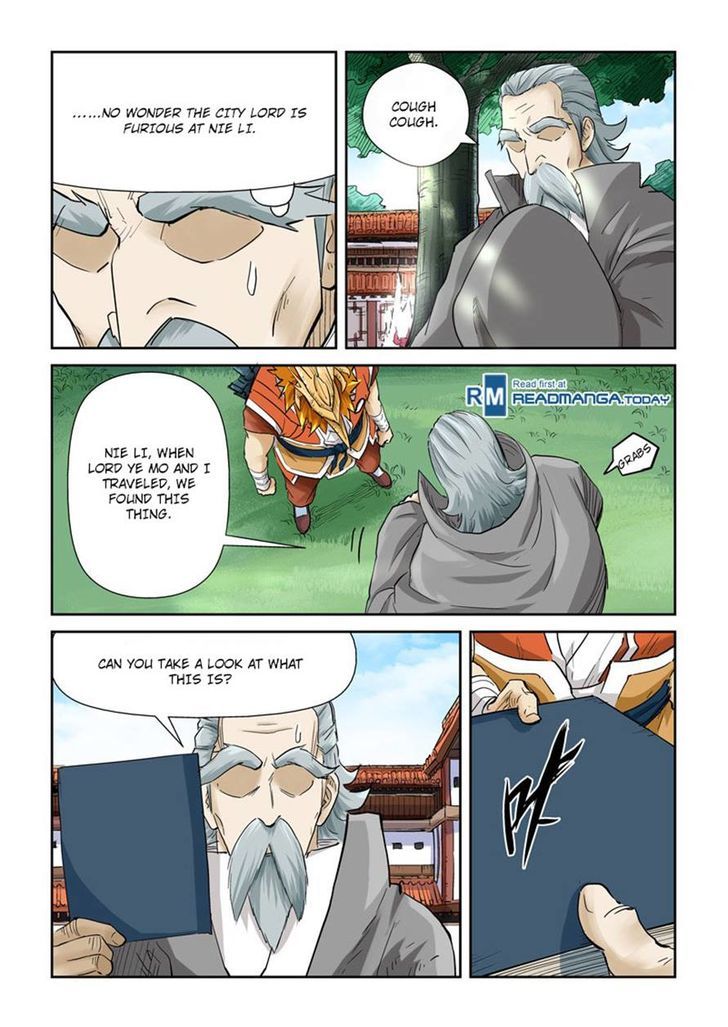 ......NO WONDER THE CITY LORD IS
FURIOUS AT NIE LI.
COUGH
COUGH.
RM Read first at
READMANGA.TODAY
GRABS
NIE LI, WHEN
LORD YE MO AND I
TRAVELED, WE
FOUND THIS
THING.
CAN YOU TAKE A LOOK AT WHAT
THIS IS?